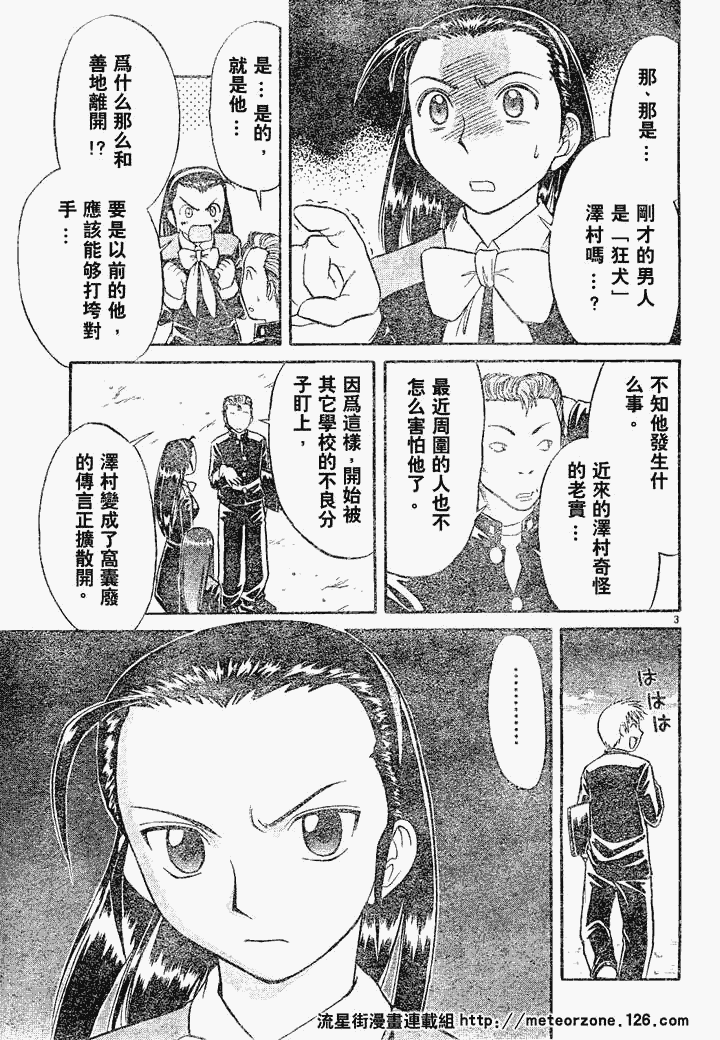 那、那是…
剛才的男人
是「狂犬」
澤村嗎…?
是…是的，
就是他…
爲什么那么和
善地離開!?
要是以前的他，
應該能够打垮對
手…
不知他發生什
么事。
近來的澤村奇怪
的老實…
最近周圍的人也不
怎么害怕他了。
因爲這樣，開始被
其它學校的不良分
子盯上，
澤村變成了窩囊廢
的傳言正擴散開。
3
はははは
…………
流星街漫畫連載組 http://meteorzone.126.com/